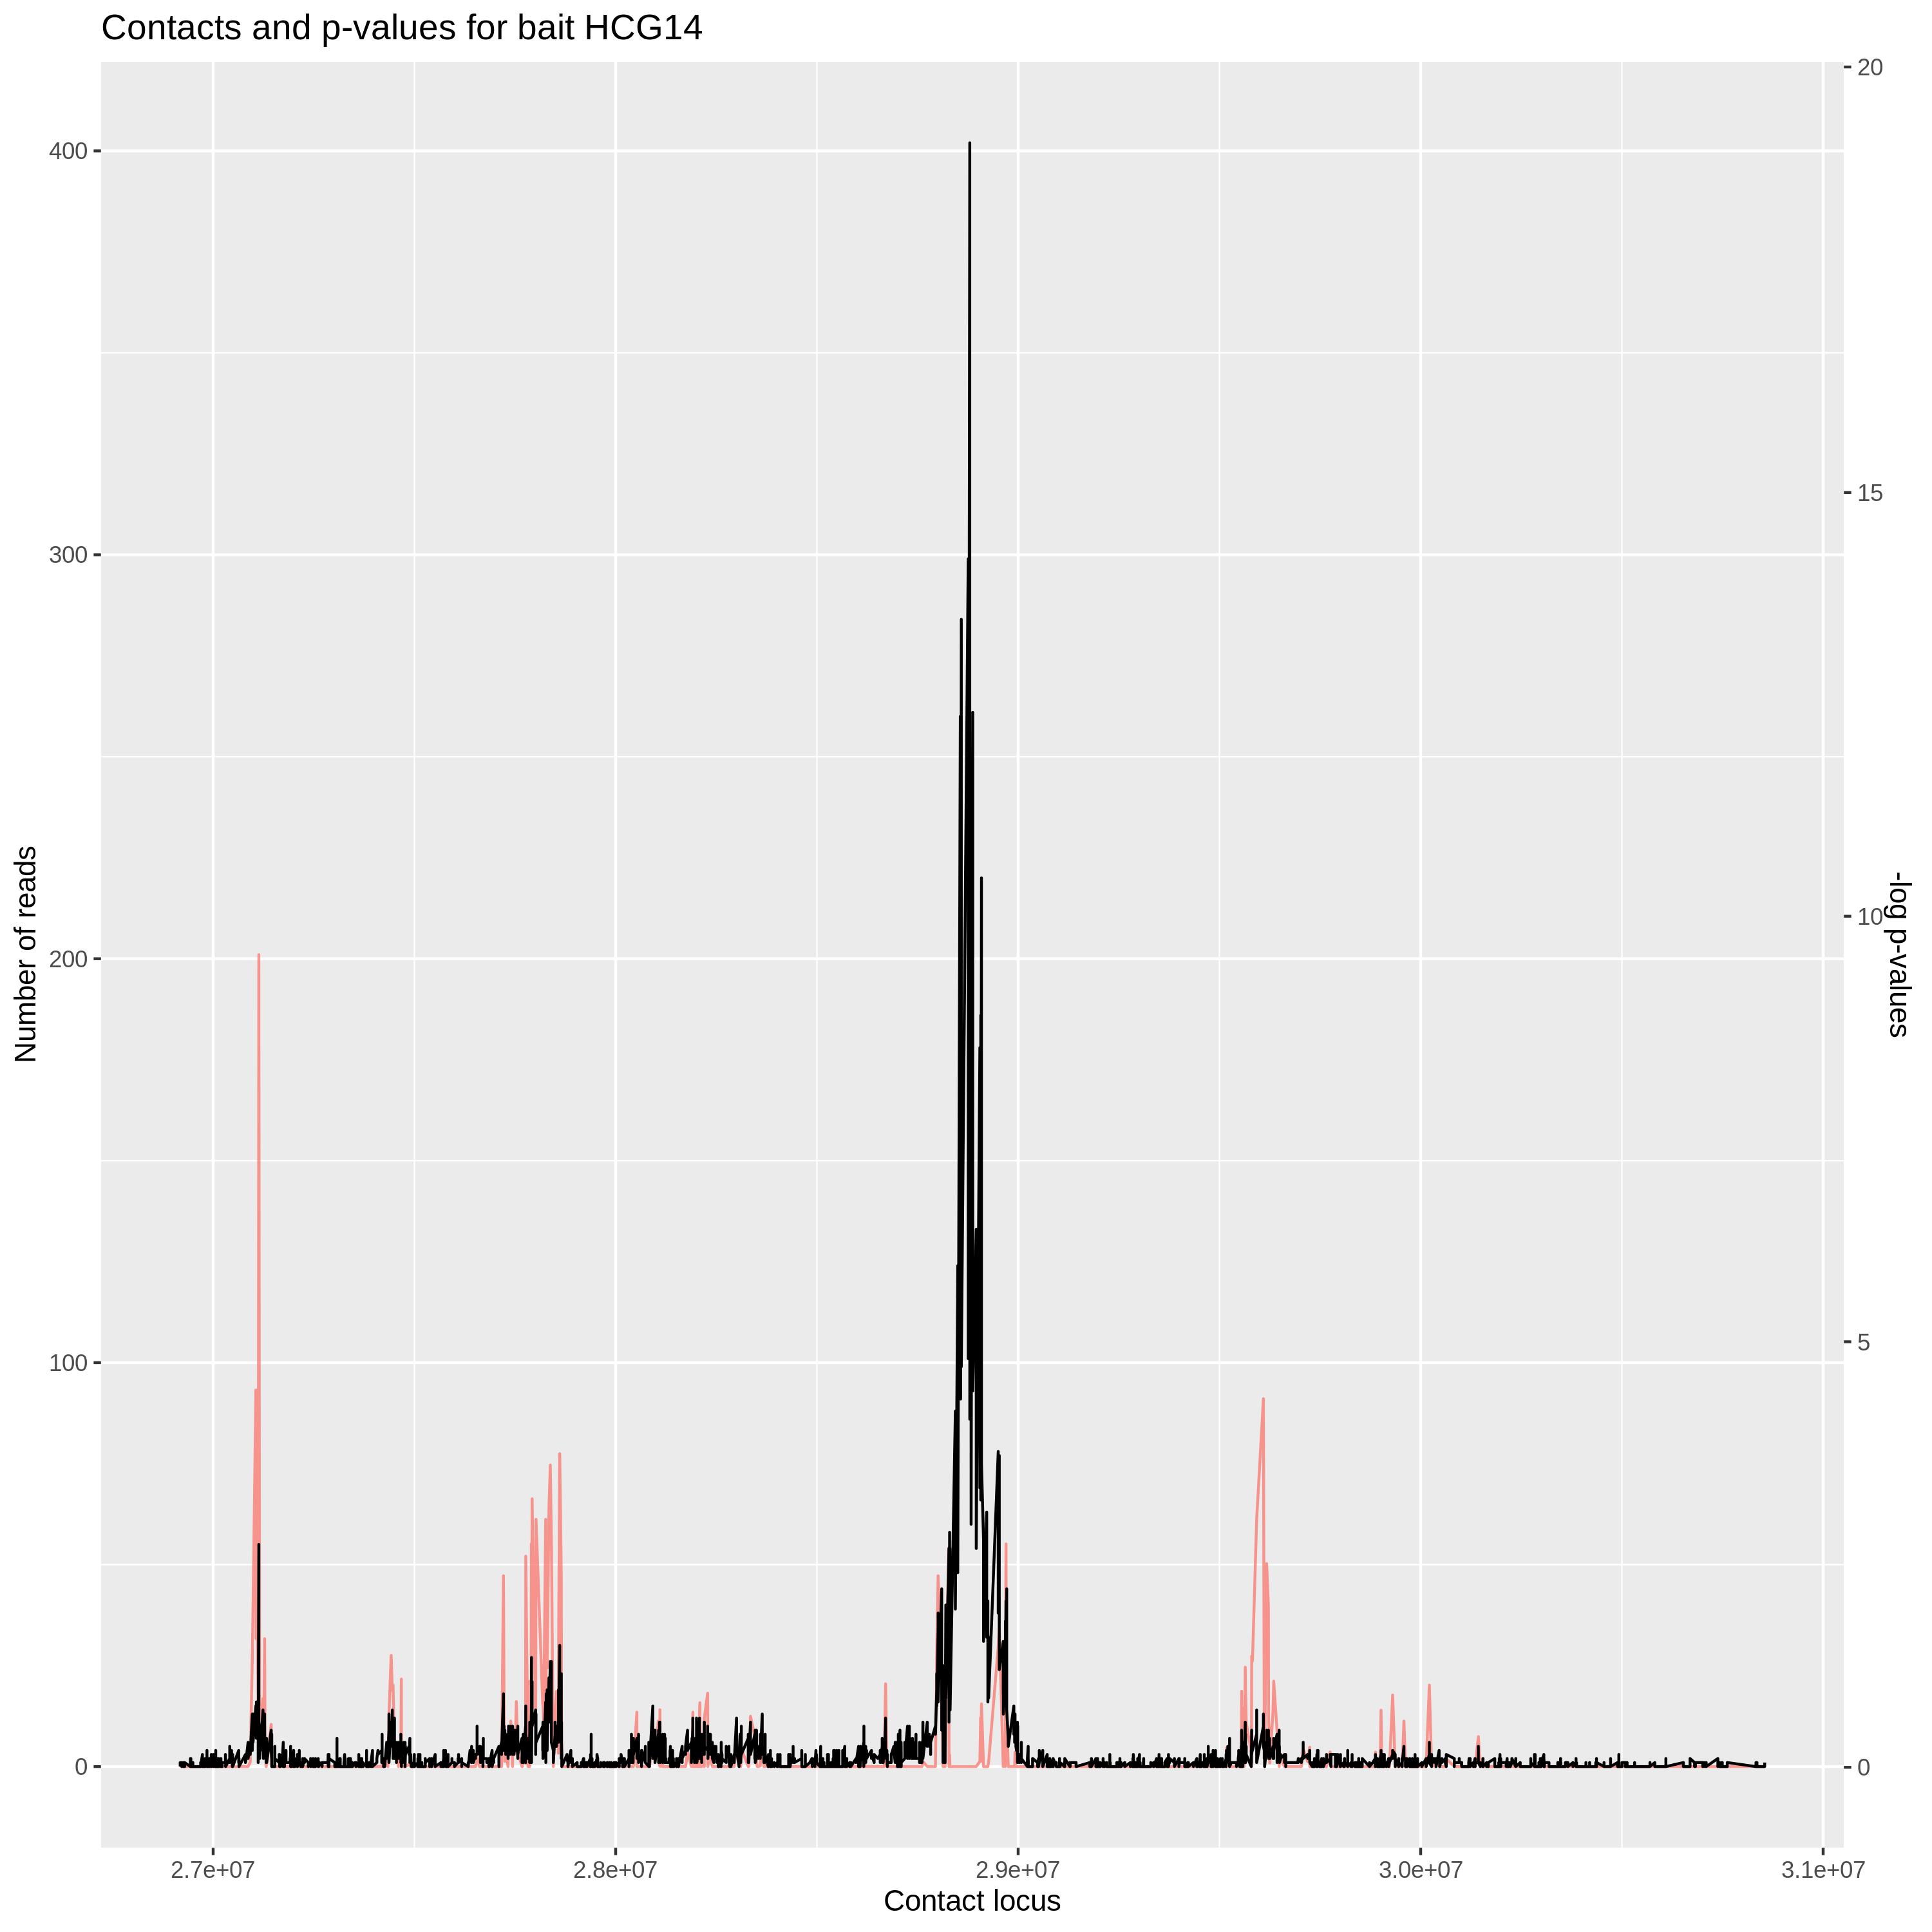 Contacts and p-values for bait HCG14
400
300
200
100
0
Number of reads
20
15
10
5
0
-log p-values
2.7e+07 2.8e+07 2.9e+07 3.0e+07 3.1e+07
Contact locus